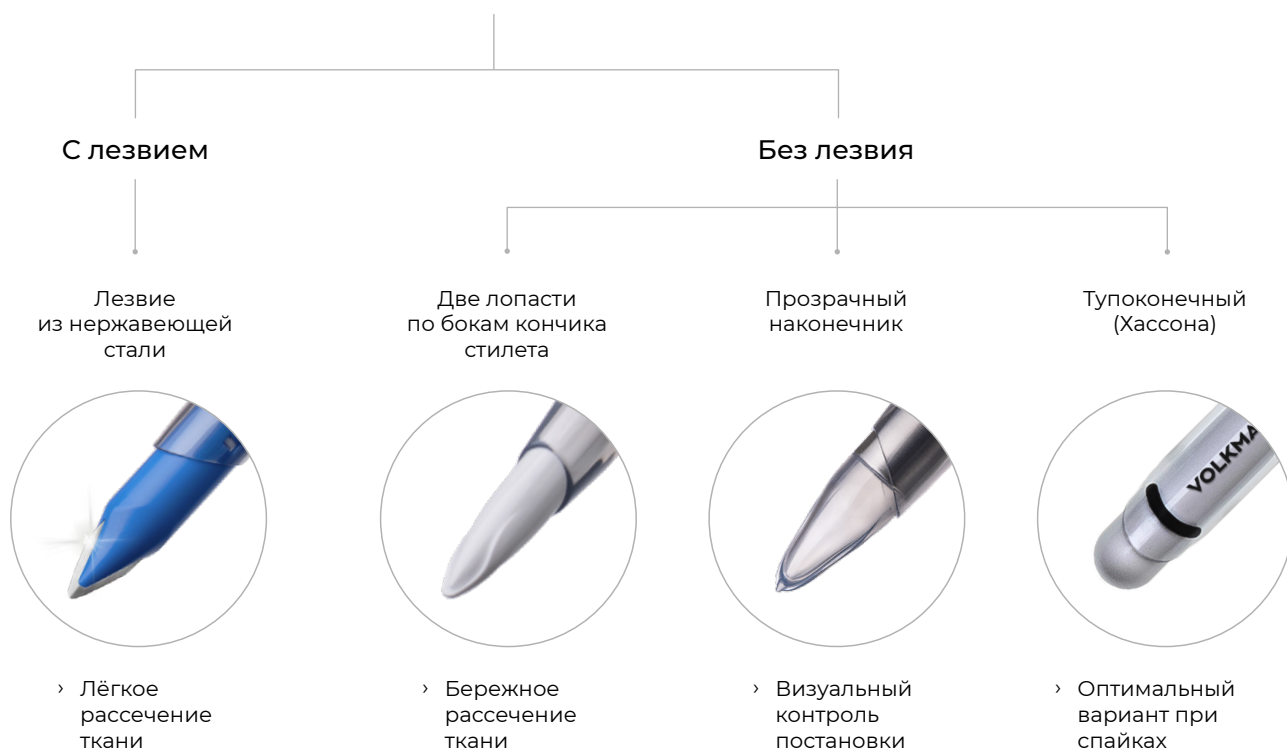 С лезвием
Без лезвия
Лезвие
из нержавеющей
стали
Две лопасти
по бокам кончика
стилета
Прозрачный
наконечник
Тупоконечный
(Хассона)
VOLKMA
› Лёгкое
рассечение
ткани
› Бережное
рассечение
ткани
› Визуальный
контроль
постановки
› Оптимальный
вариант при
спайках